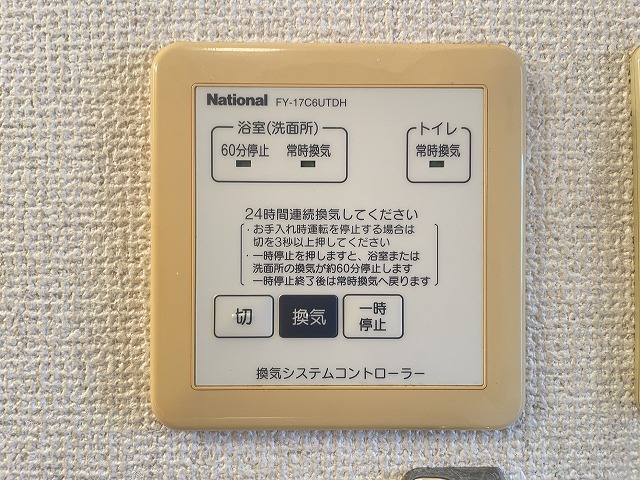 National FY-17C6UTDH
浴室(洗面所)
トイレ
60分停止 常時換気
常時換気
24時間連続換気してください
・お手入れ時運転を停止する場合は
切を3秒以上押してください
・一時停止を押しますと、浴室または
洗面所の換気が約60分停止します
一時停止終了後は常時換気へ戻ります
切
換気
一時
停止
換気システムコントローラー